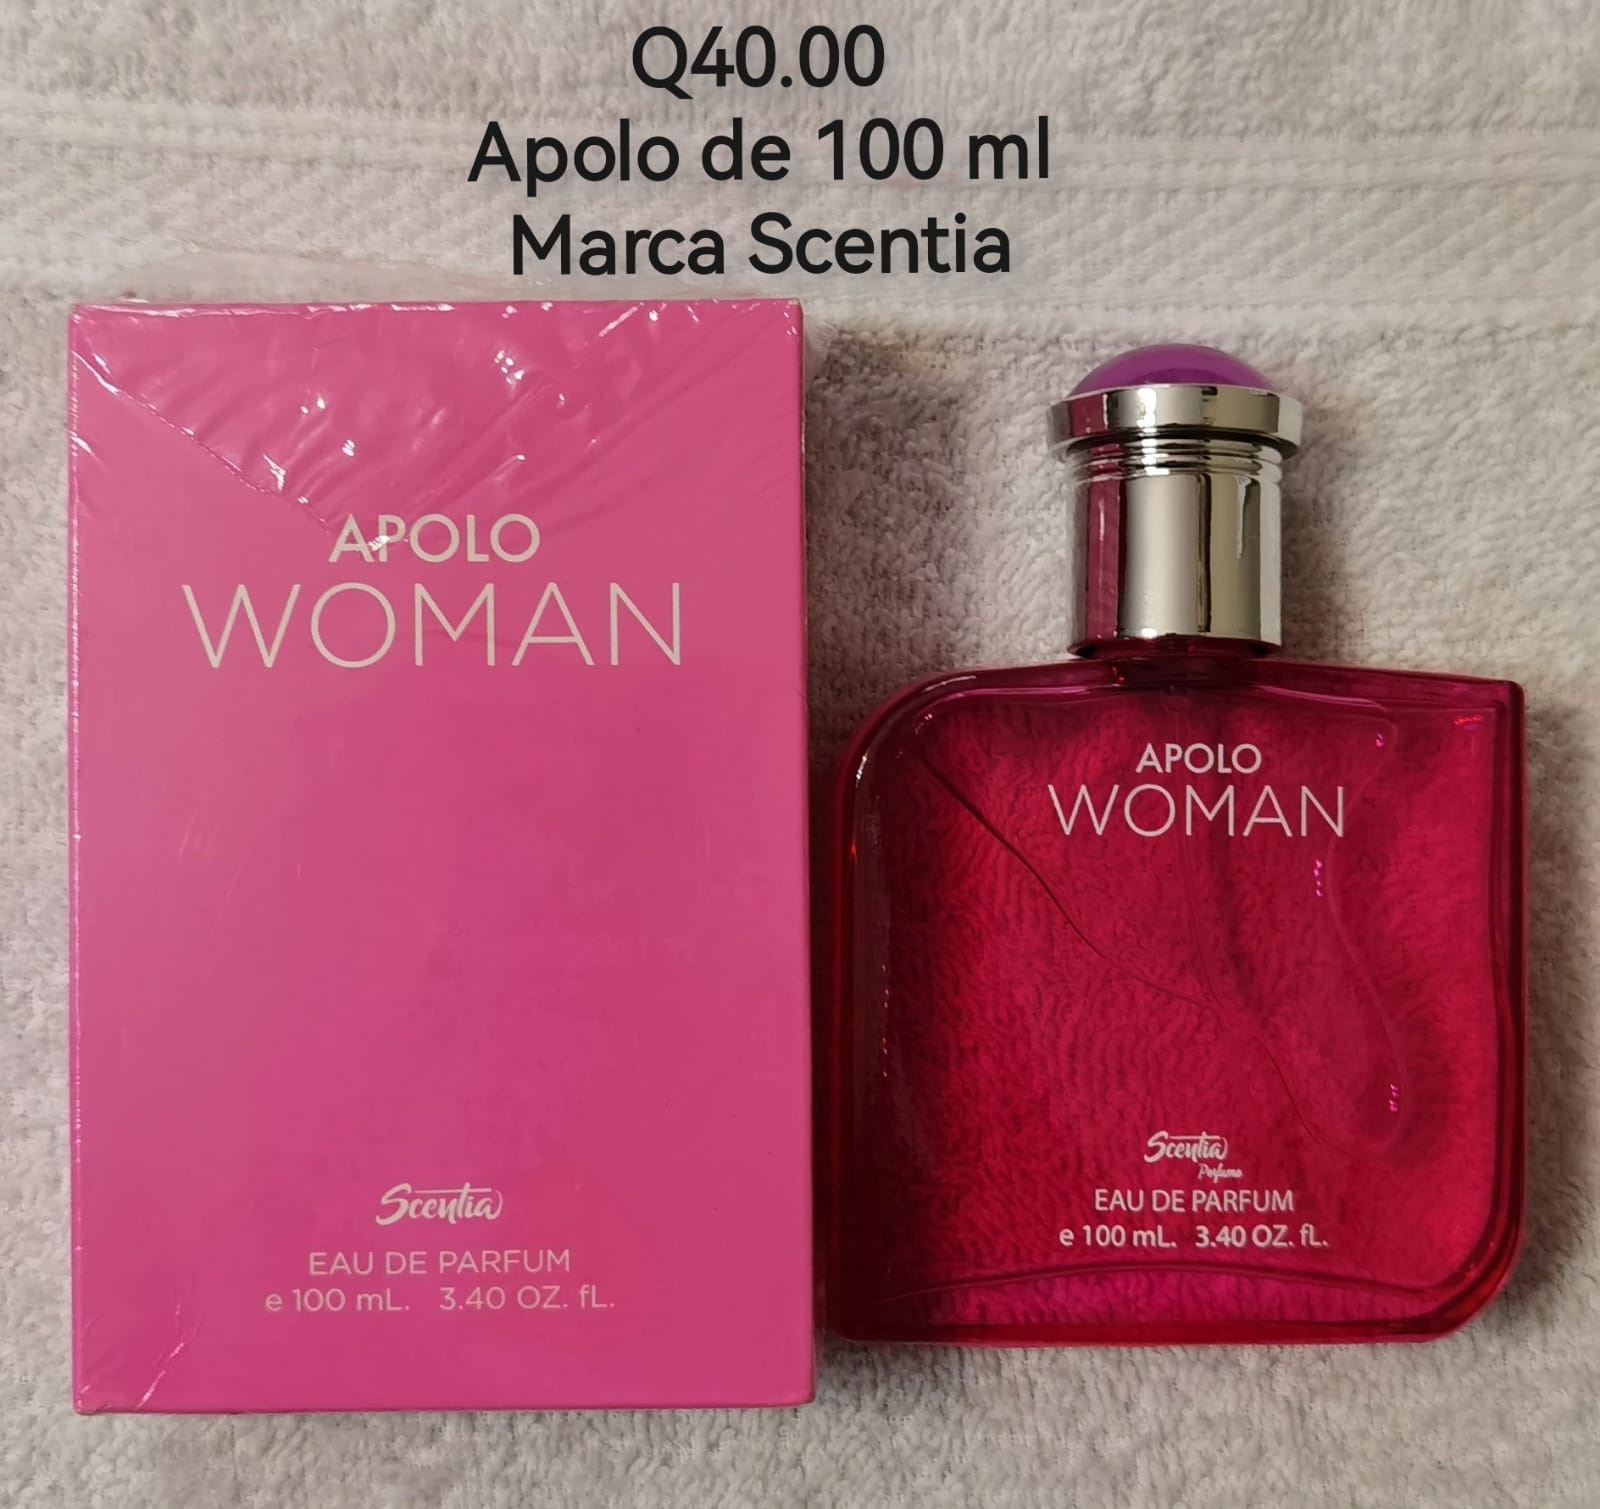 Q40.00
Apolo de 100 ml
Marca Scentia
APOLO
WOMAN
Scentia
EAU DE PARFUM
e 100 mL. 3.40 OZ. fL.
APOLO
WOMAN
Scentia
Perfume
EAU DE PARFUM
e 100 mL. 3.40 OZ. fL.